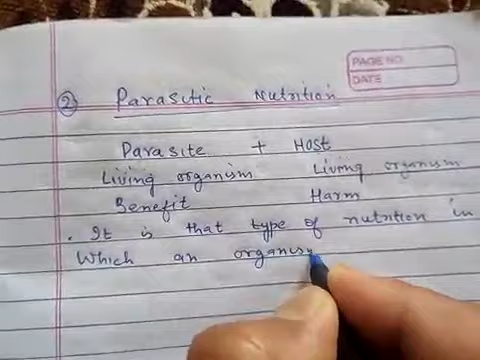 PAGE NO.
DATE
② Parasitic Nutrition
Parasite + Host
Living organism Living organism
Benefit Harm
. It is that type of nutrition in
Which an organism